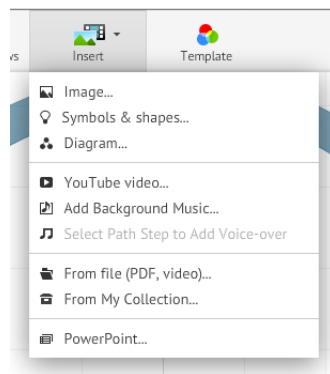 Insert
Template
Image...
Symbols & shapes...
Diagram...
YouTube video...
Add Background Music...
Select Path Step to Add Voice-over
From file (PDF, video)...
From My Collection...
PowerPoint...